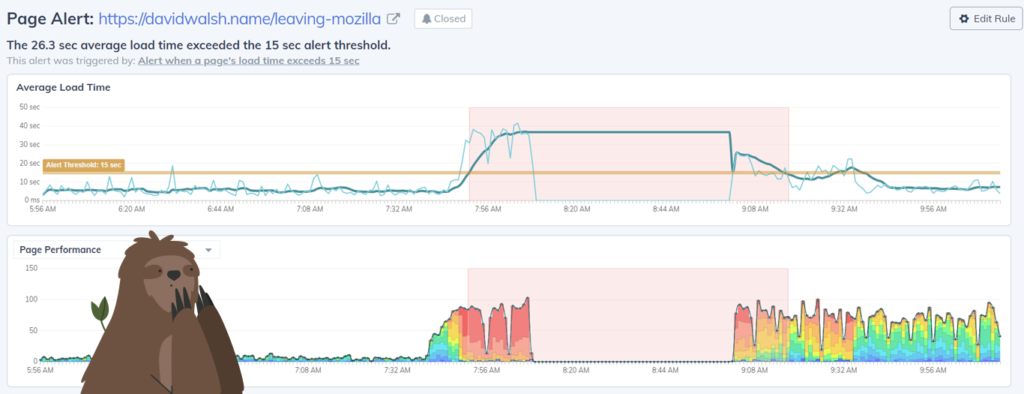 Page Alert: https://davidwalsh.name/leaving-mozilla Closed Edit Rule
The 26.3 sec average load time exceeded the 15 sec alert threshold.
This alert was triggered by: Alert when a page's load time exceeds 15 sec
Average Load Time
50 sec
40 sec
30 sec
Alert Threshold: 15 sec
20 sec
10 sec
0 ms
5:56 AM 6:20 AM 6:44 AM 7:08 AM 7:32 AM 7:56 AM 8:20 AM 8:44 AM 9:08 AM 9:32 AM 9:56 AM
Page Performance
150
100
50
0
5:56 AM 7:08 AM 7:32 AM 7:56 AM 8:20 AM 8:44 AM 9:08 AM 9:32 AM 9:56 AM